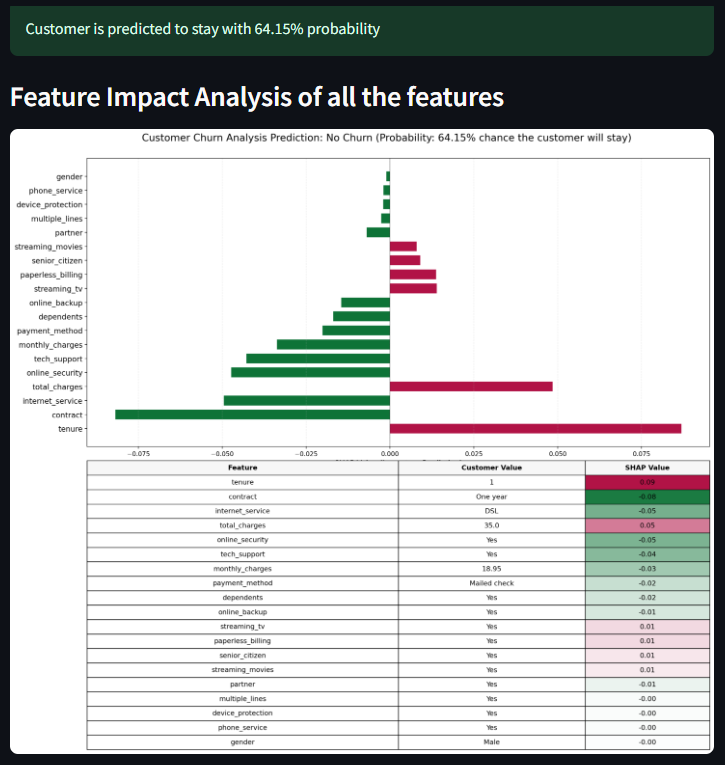 Customer is predicted to stay with 64.15% probability
Feature Impact Analysis of all the features
Customer Churn Analysis Prediction: No Churn (Probability: 64.15% chance the customer will stay)
gender
phone_service
device_protection
multiple_lines
partner
streaming_movies
senior_citizen
paperless_billing
streaming_tv
online_backup
dependents
payment_method
monthly_charges
tech_support
online_security
total_charges
internet_service
contract
tenure
−0.075 −0.050 −0.025 0.000 0.025 0.050 0.075
Feature Customer Value SHAP Value
tenure 1 0.09
contract One year -0.08
internet_service DSL -0.05
total_charges 35.0 0.05
online_security Yes -0.05
tech_support Yes -0.04
monthly_charges 18.95 -0.03
payment_method Mailed check -0.02
dependents Yes -0.02
online_backup Yes -0.01
streaming_tv Yes 0.01
paperless_billing Yes 0.01
senior_citizen Yes 0.01
streaming_movies Yes 0.01
partner Yes -0.01
multiple_lines Yes -0.00
device_protection Yes -0.00
phone_service Yes -0.00
gender Male -0.00